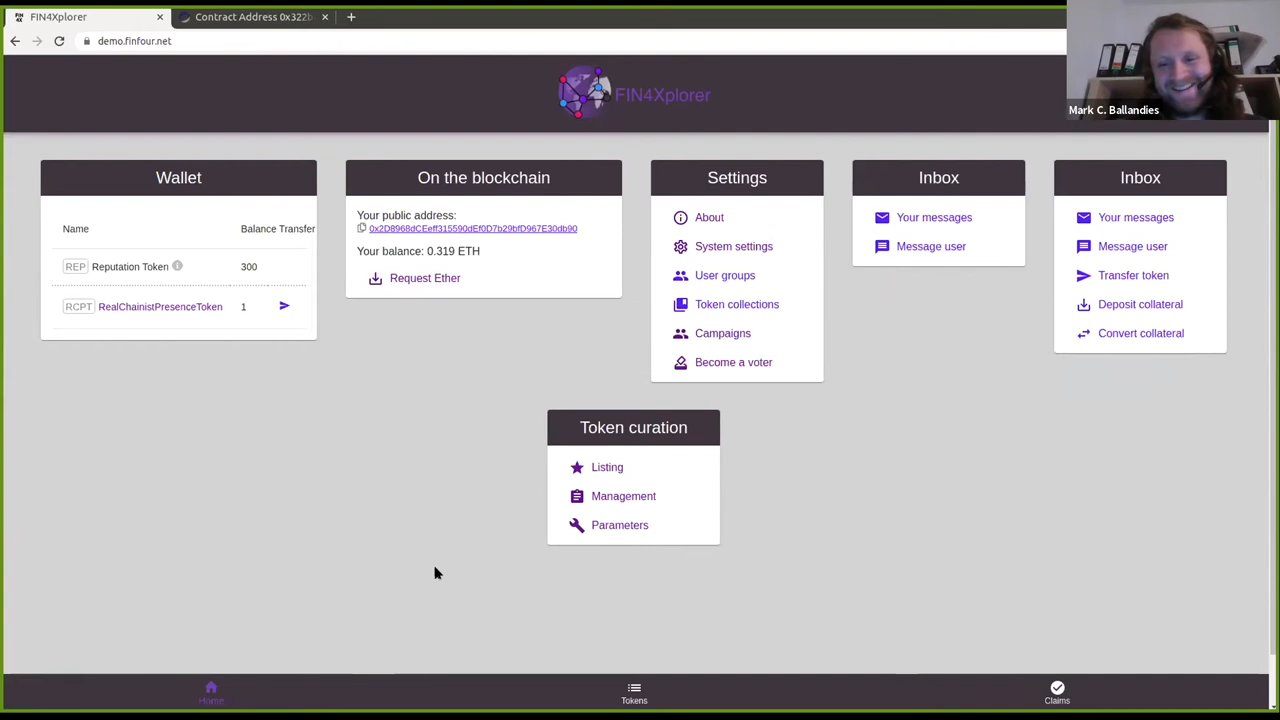 FIN4Xplorer
Contract Address 0x322b
demo.finfour.net
FIN4Xplorer
Mark C. Ballandies
Wallet
Name
Balance Transfer
REP Reputation Token
300
RCPT RealChainistPresenceToken
1
On the blockchain
Your public address:
0x2D8968dCEeff315590dEf0D7b29bfD967E30db90
Your balance: 0.319 ETH
Request Ether
Settings
About
System settings
User groups
Token collections
Campaigns
Become a voter
Inbox
Your messages
Message user
Inbox
Your messages
Message user
Transfer token
Deposit collateral
Convert collateral
Token curation
Listing
Management
Parameters
Home
Tokens
Claims